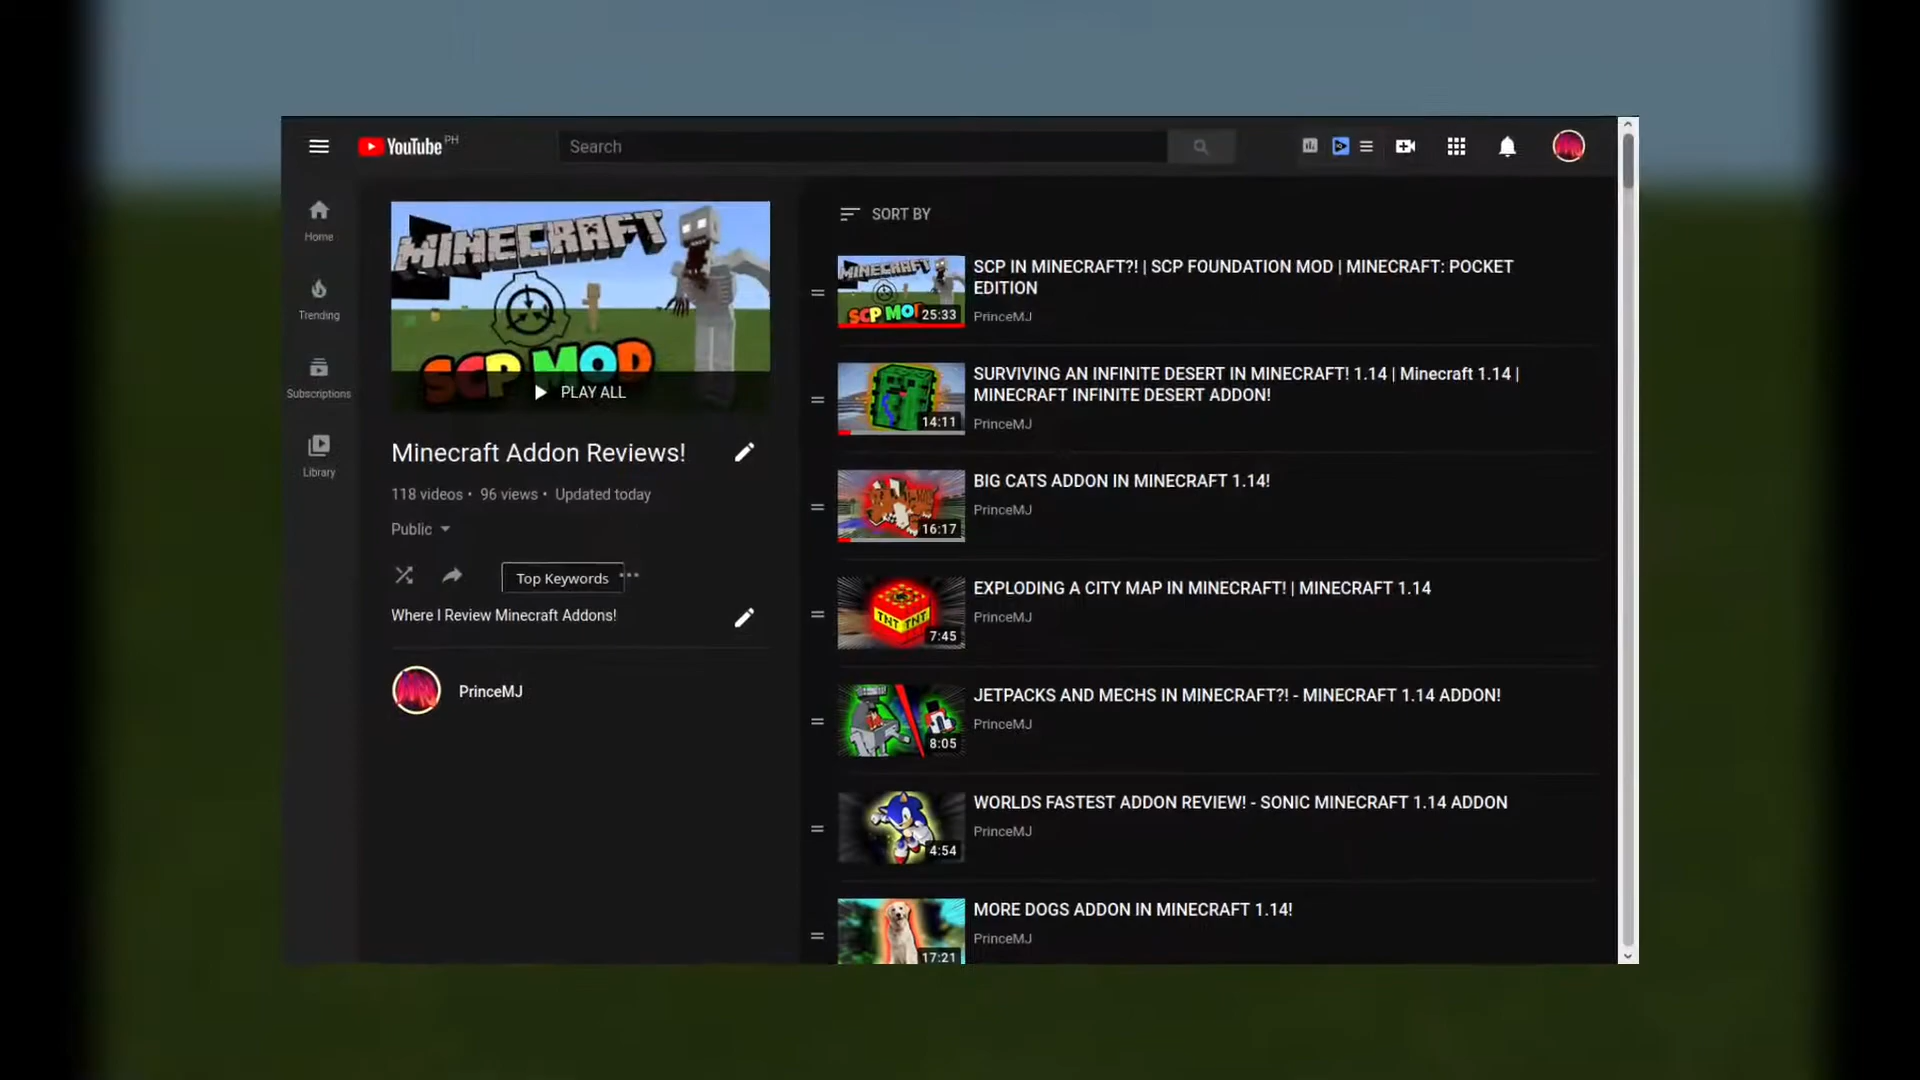 YouTube PH
Search
Home
Trending
Subscriptions
Library
MINECRAFT
SCP MOD
PLAY ALL
Minecraft Addon Reviews!
118 videos • 96 views • Updated today
Public
Top Keywords
Where I Review Minecraft Addons!
PrinceMJ
SORT BY
MINECRAFT
SCP MOD
25:33
SCP IN MINECRAFT?! | SCP FOUNDATION MOD | MINECRAFT: POCKET
EDITION
PrinceMJ
14:11
SURVIVING AN INFINITE DESERT IN MINECRAFT! 1.14 | Minecraft 1.14 |
MINECRAFT INFINITE DESERT ADDON!
PrinceMJ
16:17
BIG CATS ADDON IN MINECRAFT 1.14!
PrinceMJ
TNT TNT
7:45
EXPLODING A CITY MAP IN MINECRAFT! | MINECRAFT 1.14
PrinceMJ
8:05
JETPACKS AND MECHS IN MINECRAFT?! - MINECRAFT 1.14 ADDON!
PrinceMJ
4:54
WORLDS FASTEST ADDON REVIEW! - SONIC MINECRAFT 1.14 ADDON
PrinceMJ
17:21
MORE DOGS ADDON IN MINECRAFT 1.14!
PrinceMJ